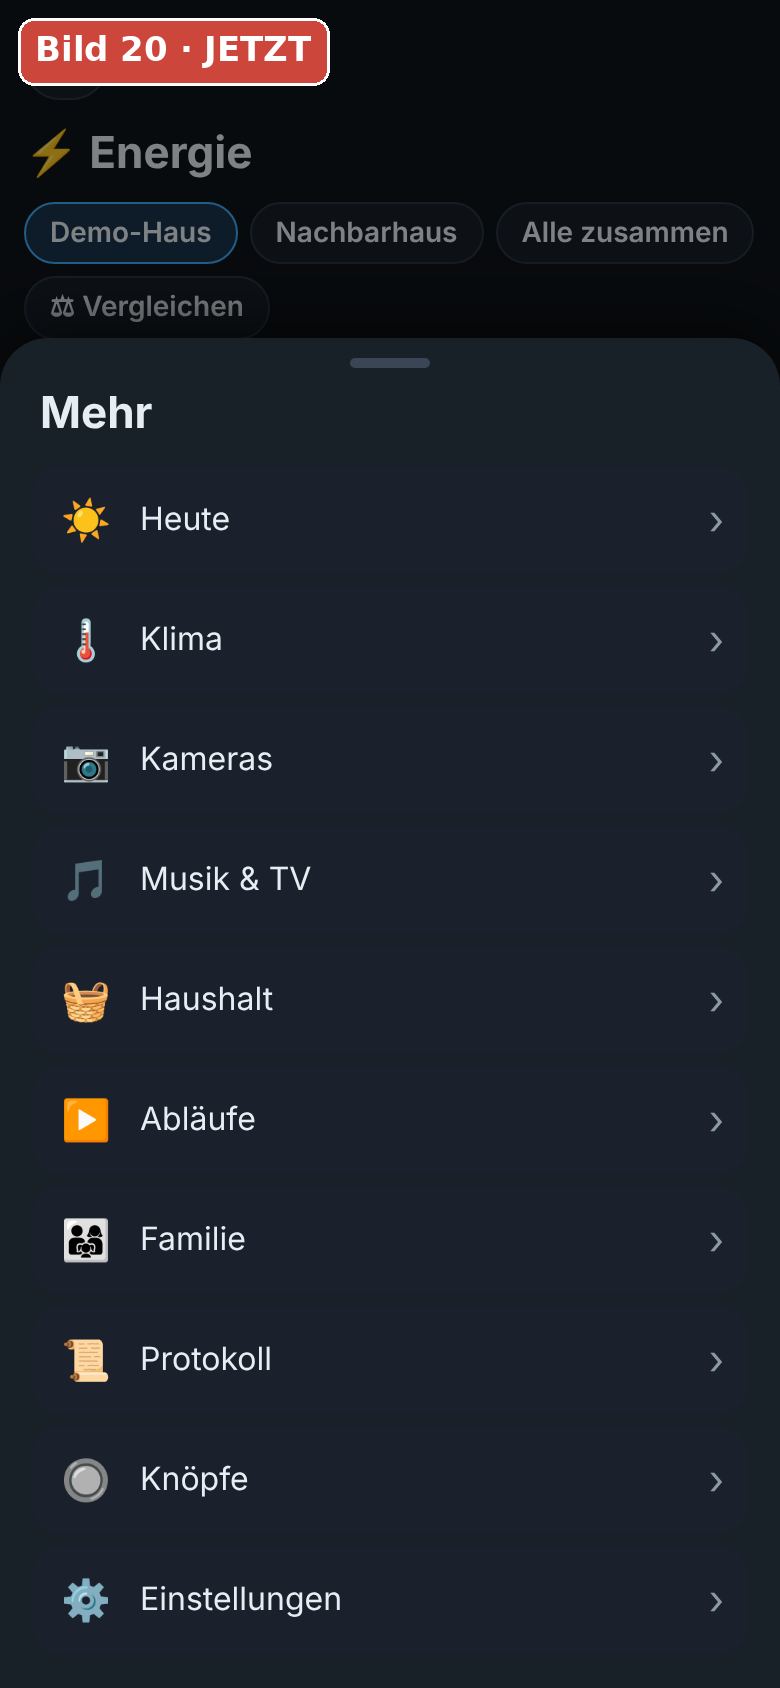 Bild 20 · JETZT
⚡ Energie
Demo-Haus
Nachbarhaus
Alle zusammen
⚖ Vergleichen
Mehr
Heute
Klima
Kameras
Musik & TV
Haushalt
Abläufe
Familie
Protokoll
Knöpfe
Einstellungen